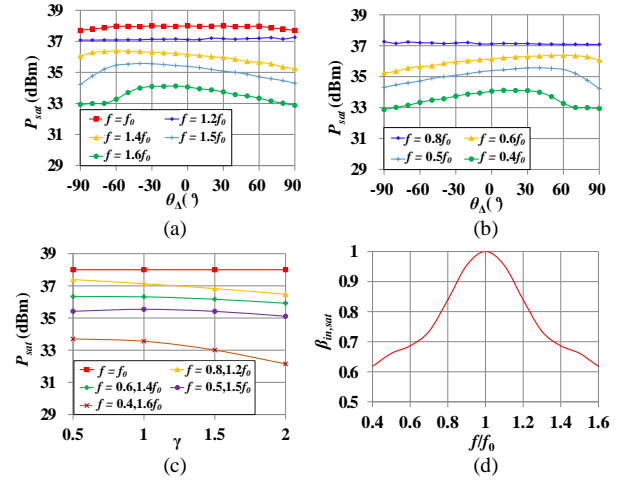 P_sat (dBm)
41
39
37
35
33
31
29
f = f₀
f = 1.2f₀
f = 1.4f₀
f = 1.5f₀
f = 1.6f₀
-90 -60 -30 0 30 60 90
θ_Δ (°)
(a)
P_sat (dBm)
41
39
37
35
33
31
29
f = 0.8f₀
f = 0.6f₀
f = 0.5f₀
f = 0.4f₀
-90 -60 -30 0 30 60 90
θ_Δ (°)
(b)
P_sat (dBm)
39
37
35
33
31
29
f = f₀
f = 0.8,1.2f₀
f = 0.6,1.4f₀
f = 0.5,1.5f₀
f = 0.4,1.6f₀
0.5 1 1.5 2
γ
(c)
β_in,sat
1
0.9
0.8
0.7
0.6
0.5
0.4 0.6 0.8 1 1.2 1.4 1.6
f/f₀
(d)